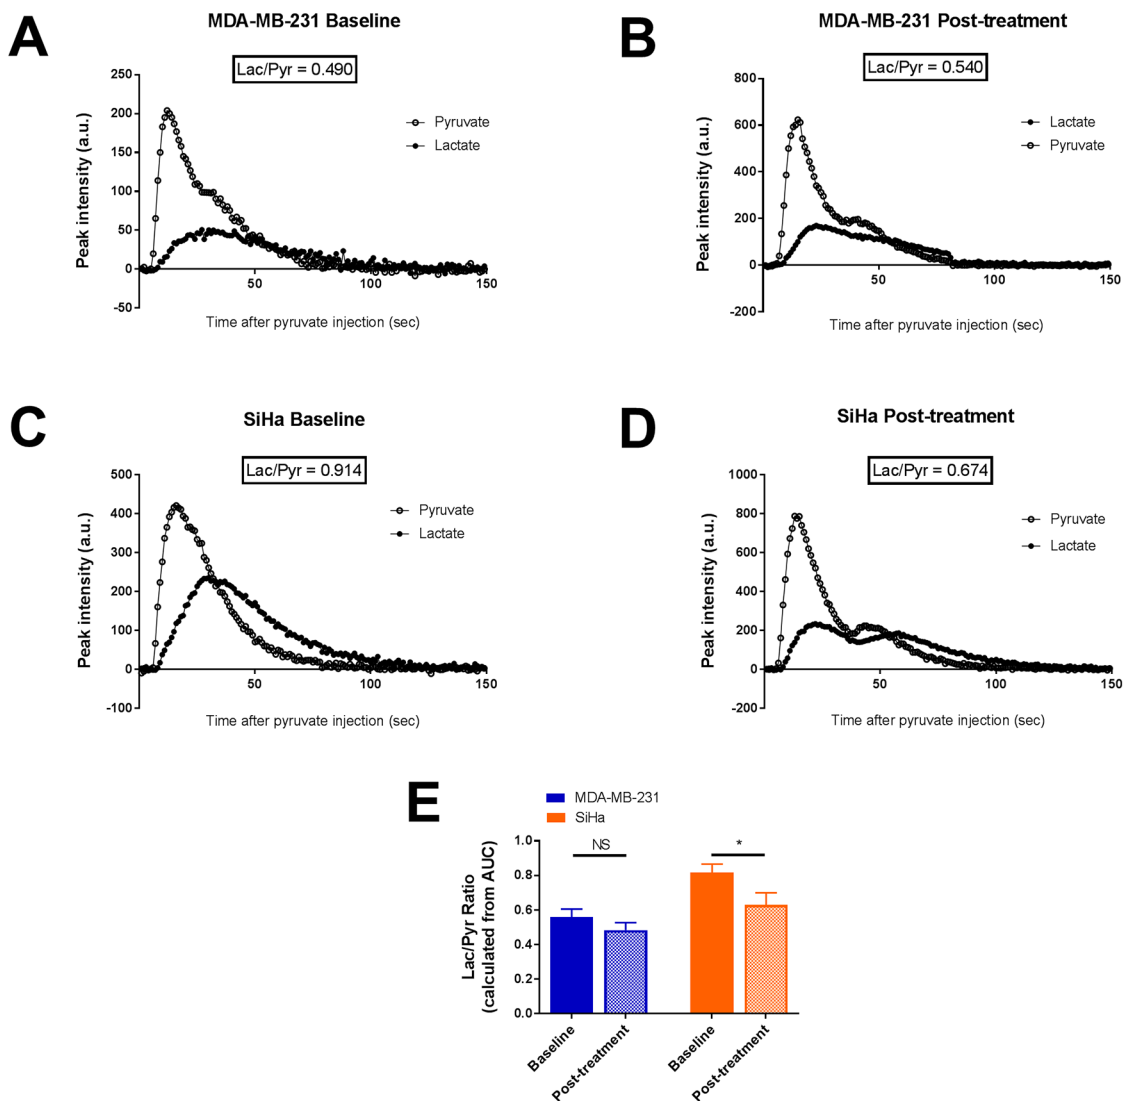 A
MDA-MB-231 Baseline
Lac/Pyr = 0.490
Peak intensity (a.u.)
250
200
150
100
50
0
-50
50
100
150
Pyruvate
Lactate
Time after pyruvate injection (sec)
B
MDA-MB-231 Post-treatment
Lac/Pyr = 0.540
Peak intensity (a.u.)
800
600
400
200
0
-200
50
100
150
Lactate
Pyruvate
Time after pyruvate injection (sec)
C
SiHa Baseline
Lac/Pyr = 0.914
Peak intensity (a.u.)
500
400
300
200
100
0
-100
50
100
150
Pyruvate
Lactate
Time after pyruvate injection (sec)
D
SiHa Post-treatment
Lac/Pyr = 0.674
Peak intensity (a.u.)
1000
800
600
400
200
0
-200
50
100
150
Pyruvate
Lactate
Time after pyruvate injection (sec)
E
MDA-MB-231
SiHa
Lac/Pyr Ratio
(calculated from AUC)
1.0
0.8
0.6
0.4
0.2
0.0
NS
*
Baseline
Post-treatment
Baseline
Post-treatment